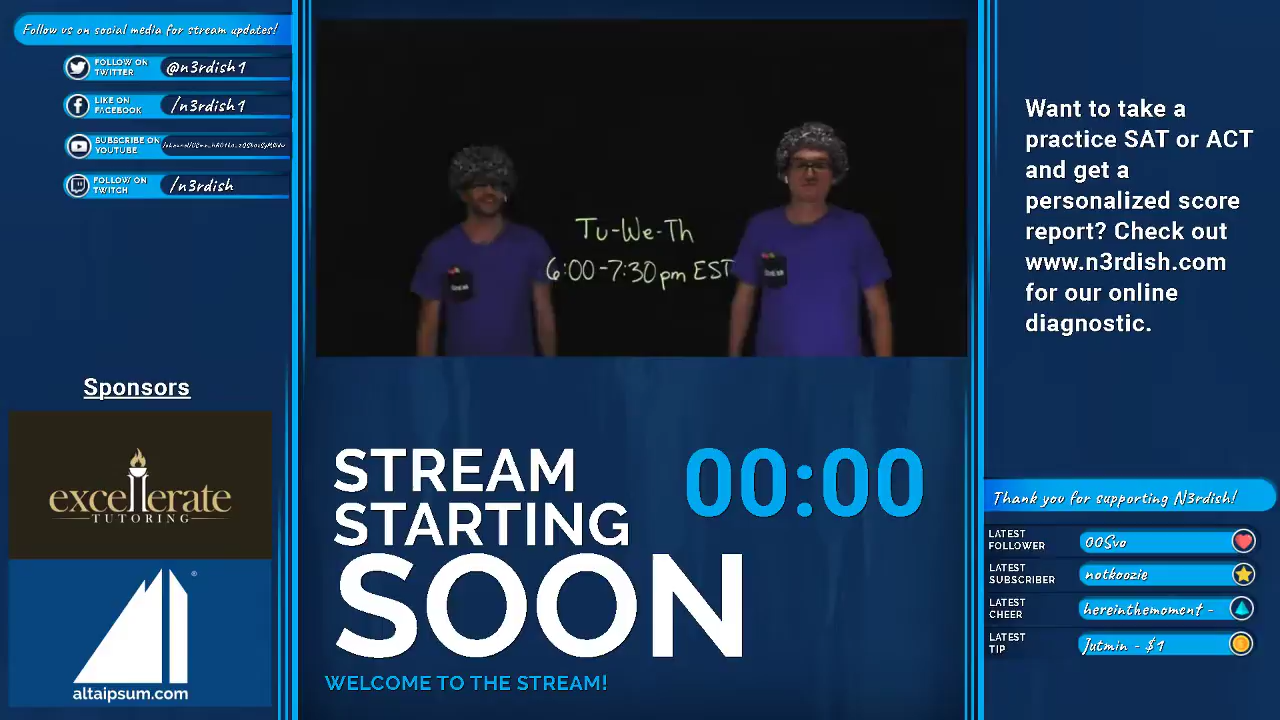 Follow us on social media for stream updates!
FOLLOW ON
TWITTER
@n3rdish1
LIKE ON
FACEBOOK
/n3rdish1
SUBSCRIBE ON
YOUTUBE
FOLLOW ON
TWITCH
/n3rdish
Sponsors
excellerate
TUTORING
®
altaipsum.com
Tu-We-Th
6:00-7:30pm EST
STREAM
STARTING
SOON
00:00
WELCOME TO THE STREAM!
Want to take a
practice SAT or ACT
and get a
personalized score
report? Check out
www.n3rdish.com
for our online
diagnostic.
Thank you for supporting N3rdish!
LATEST
FOLLOWER
00Svo
LATEST
SUBSCRIBER
notkoozie
LATEST
CHEER
hereinthemoment -
LATEST
TIP
Jutmin - $1